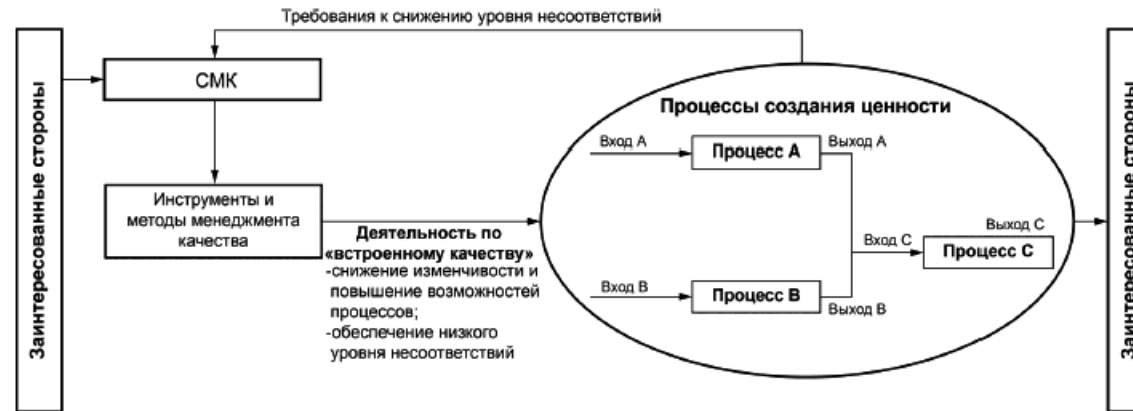 Требования к снижению уровня несоответствий
Заинтересованные стороны
СМК
Инструменты и
методы менеджмента
качества
Деятельность по
«встроенному качеству»
-снижение изменчивости и
повышение возможностей
процессов;
-обеспечение низкого
уровня несоответствий
Процессы создания ценности
Вход А
Процесс А
Выход А
Вход С
Выход С
Процесс С
Вход В
Процесс В
Выход В
Заинтересованные стороны